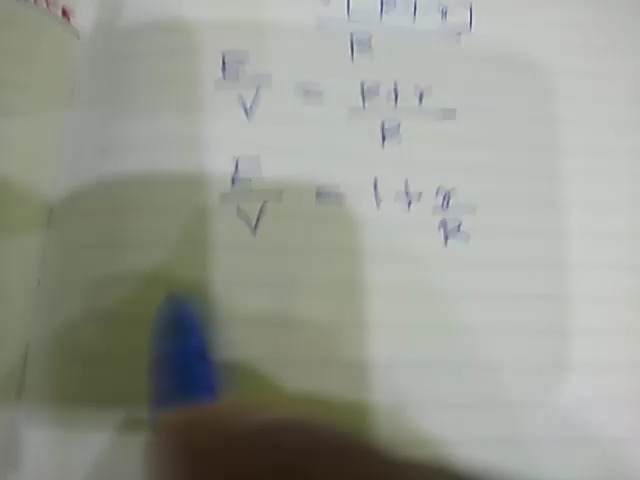 E/V = R+r/R
E/V = 1 + r/R